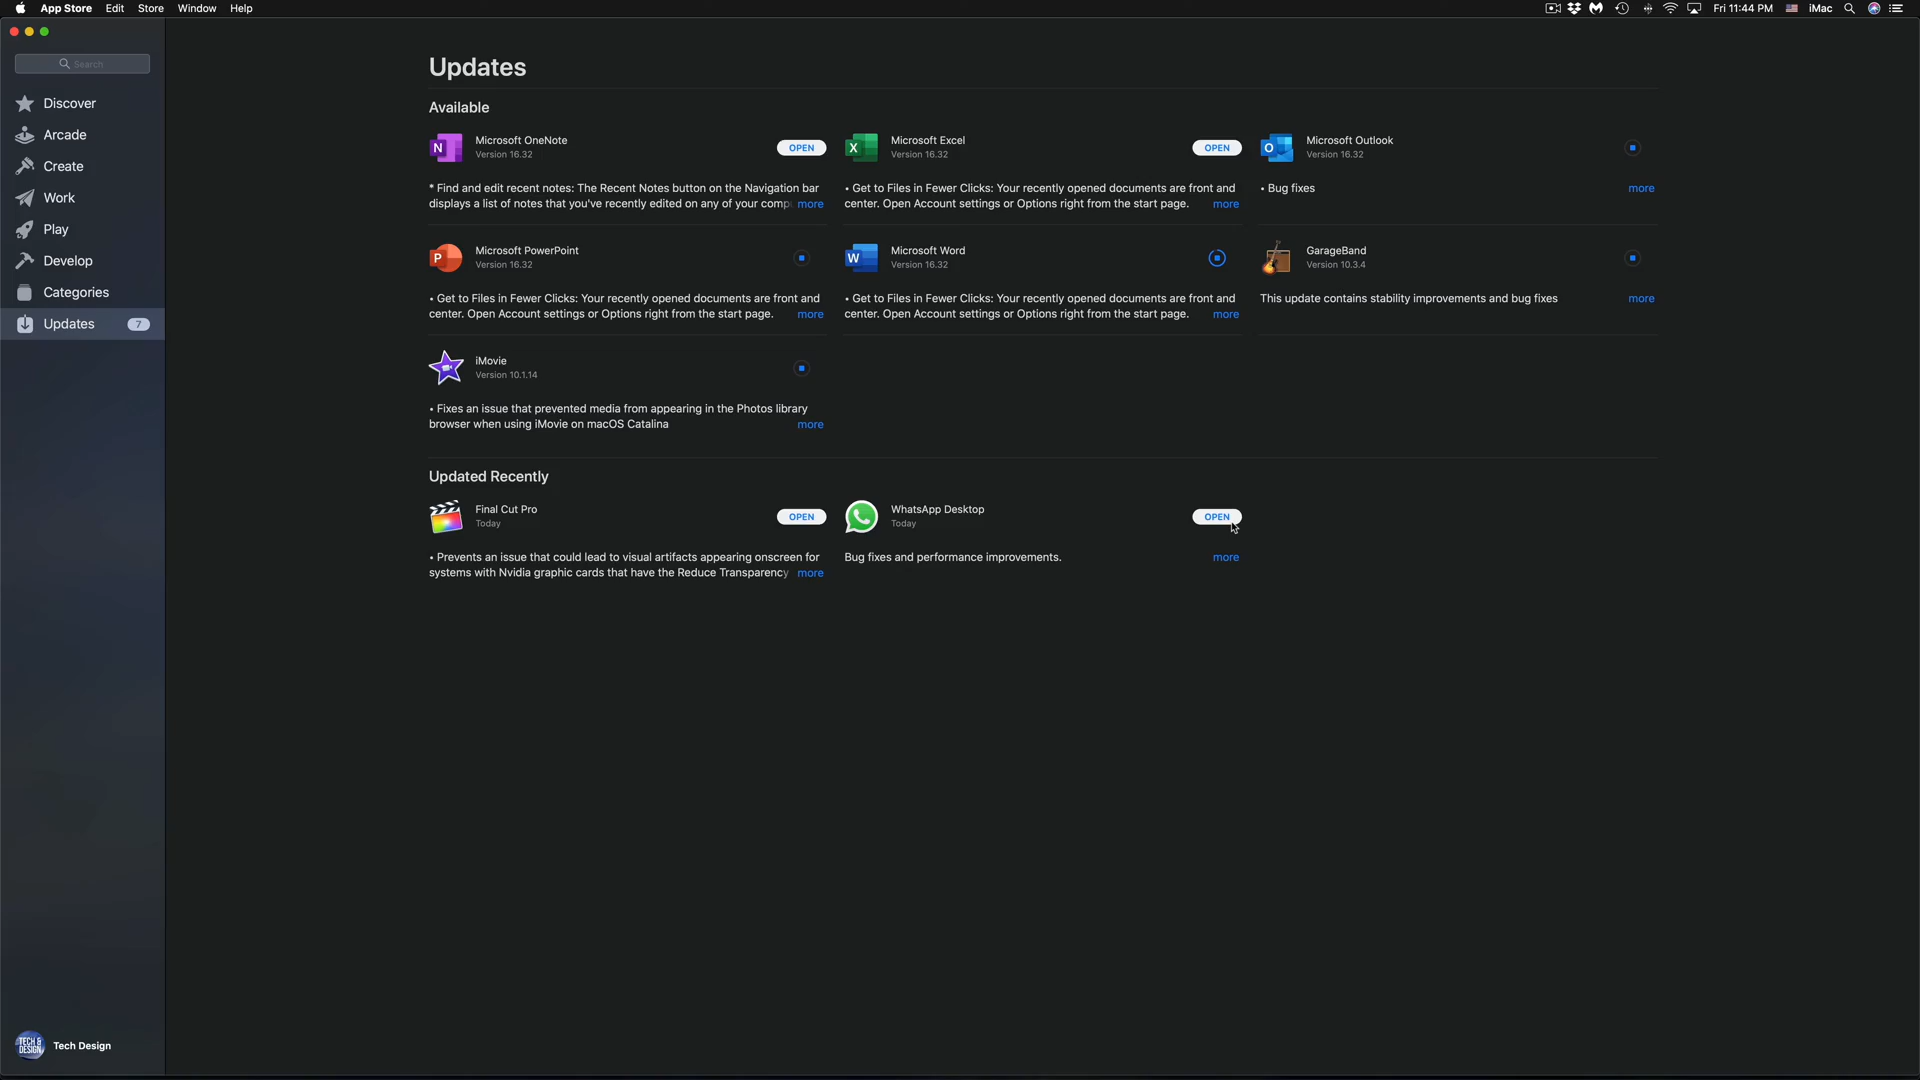 App Store Edit Store Window Help Fri 11:44 PM iMac
Search
Discover
Arcade
Create
Work
Play
Develop
Categories
Updates 7
Updates
Available
Microsoft OneNote
Version 16.32
OPEN
* Find and edit recent notes: The Recent Notes button on the Navigation bar
displays a list of notes that you've recently edited on any of your comp more
Microsoft Excel
Version 16.32
OPEN
• Get to Files in Fewer Clicks: Your recently opened documents are front and
center. Open Account settings or Options right from the start page. more
Microsoft Outlook
Version 16.32
• Bug fixes more
Microsoft PowerPoint
Version 16.32
• Get to Files in Fewer Clicks: Your recently opened documents are front and
center. Open Account settings or Options right from the start page. more
Microsoft Word
Version 16.32
• Get to Files in Fewer Clicks: Your recently opened documents are front and
center. Open Account settings or Options right from the start page. more
GarageBand
Version 10.3.4
This update contains stability improvements and bug fixes more
iMovie
Version 10.1.14
• Fixes an issue that prevented media from appearing in the Photos library
browser when using iMovie on macOS Catalina more
Updated Recently
Final Cut Pro
Today
OPEN
• Prevents an issue that could lead to visual artifacts appearing onscreen for
systems with Nvidia graphic cards that have the Reduce Transparency more
WhatsApp Desktop
Today
OPEN
Bug fixes and performance improvements. more
TECH &
DESIGN
Tech Design